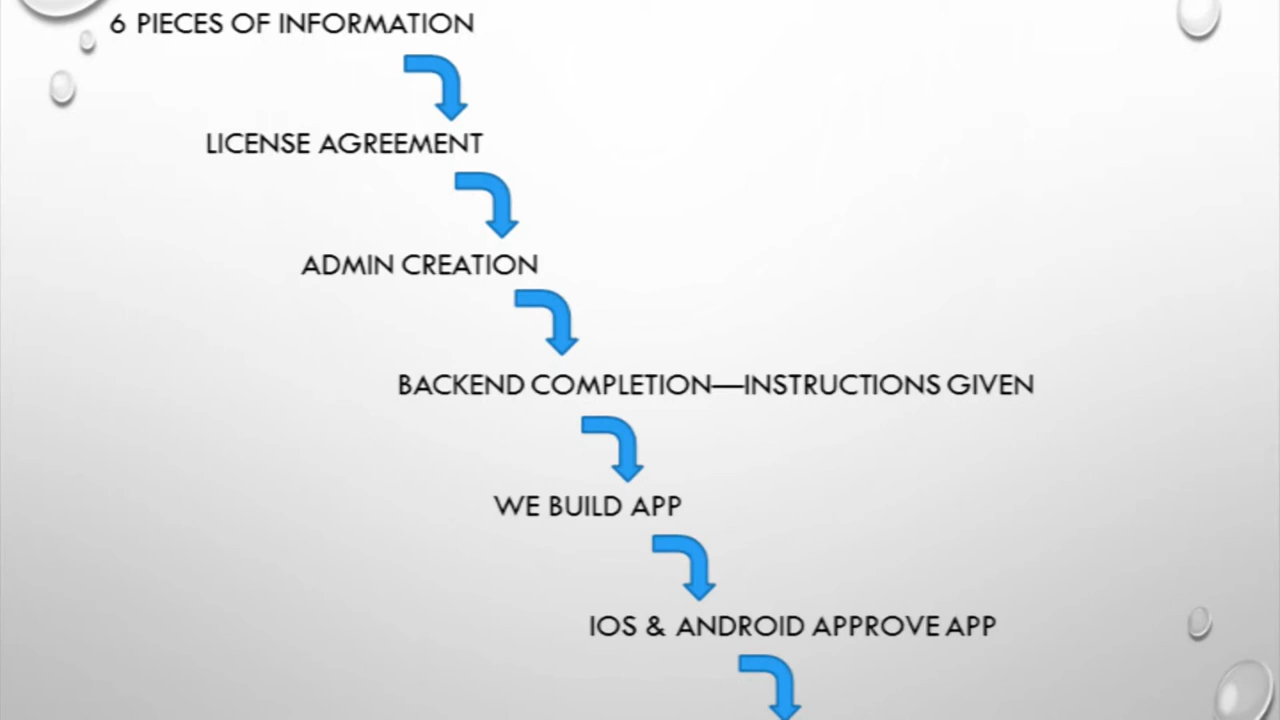 6 PIECES OF INFORMATION
LICENSE AGREEMENT
ADMIN CREATION
BACKEND COMPLETION—INSTRUCTIONS GIVEN
WE BUILD APP
IOS & ANDROID APPROVE APP